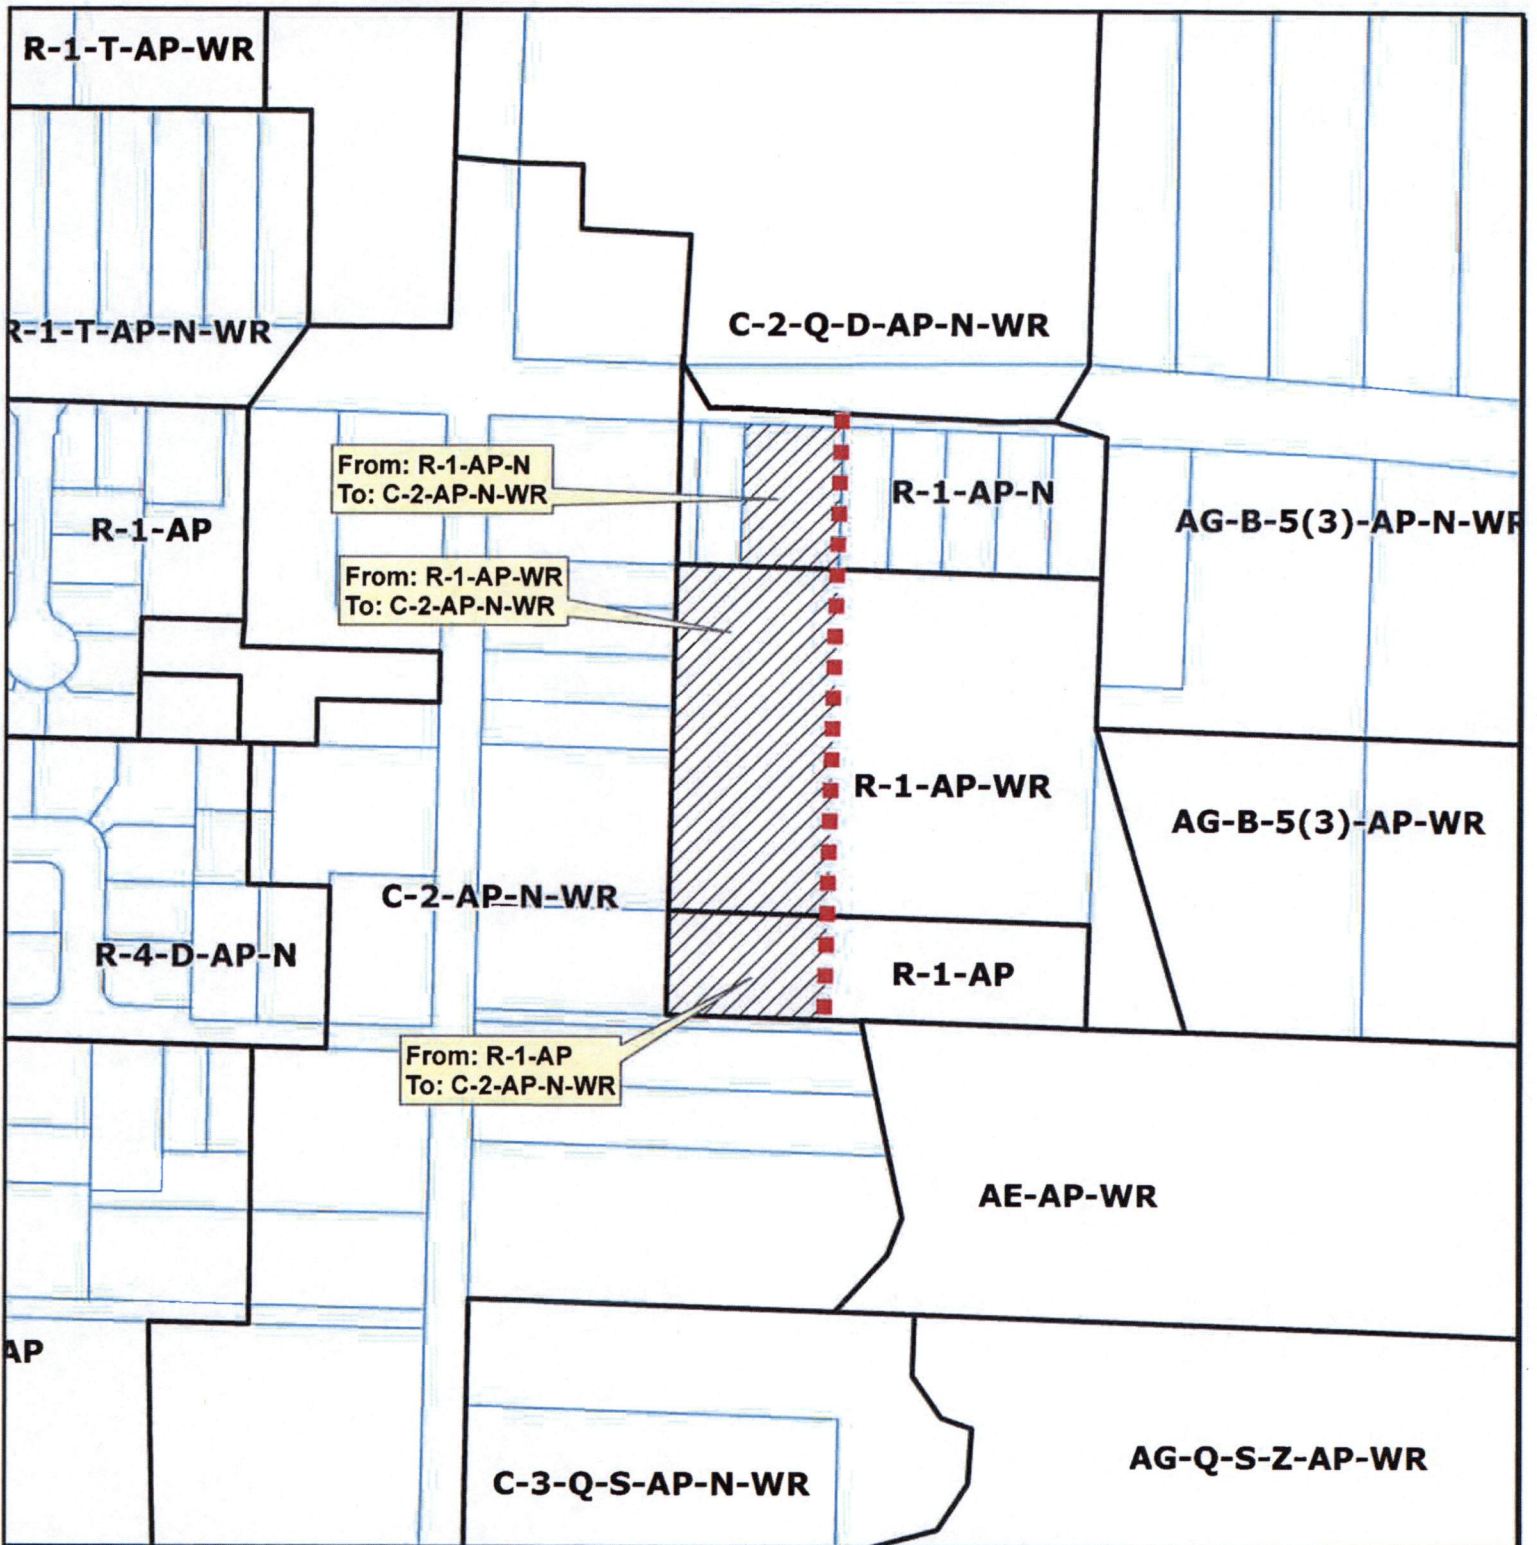 R-1-T-AP-WR
R-1-T-AP-N-WR
C-2-Q-D-AP-N-WR
From: R-1-AP-N
To: C-2-AP-N-WR
R-1-AP-N
R-1-AP
AG-B-5(3)-AP-N-WR
From: R-1-AP-WR
To: C-2-AP-N-WR
R-1-AP-WR
AG-B-5(3)-AP-WR
C-2-AP-N-WR
R-4-D-AP-N
R-1-AP
From: R-1-AP
To: C-2-AP-N-WR
AE-AP-WR
AP
C-3-Q-S-AP-N-WR
AG-Q-S-Z-AP-WR